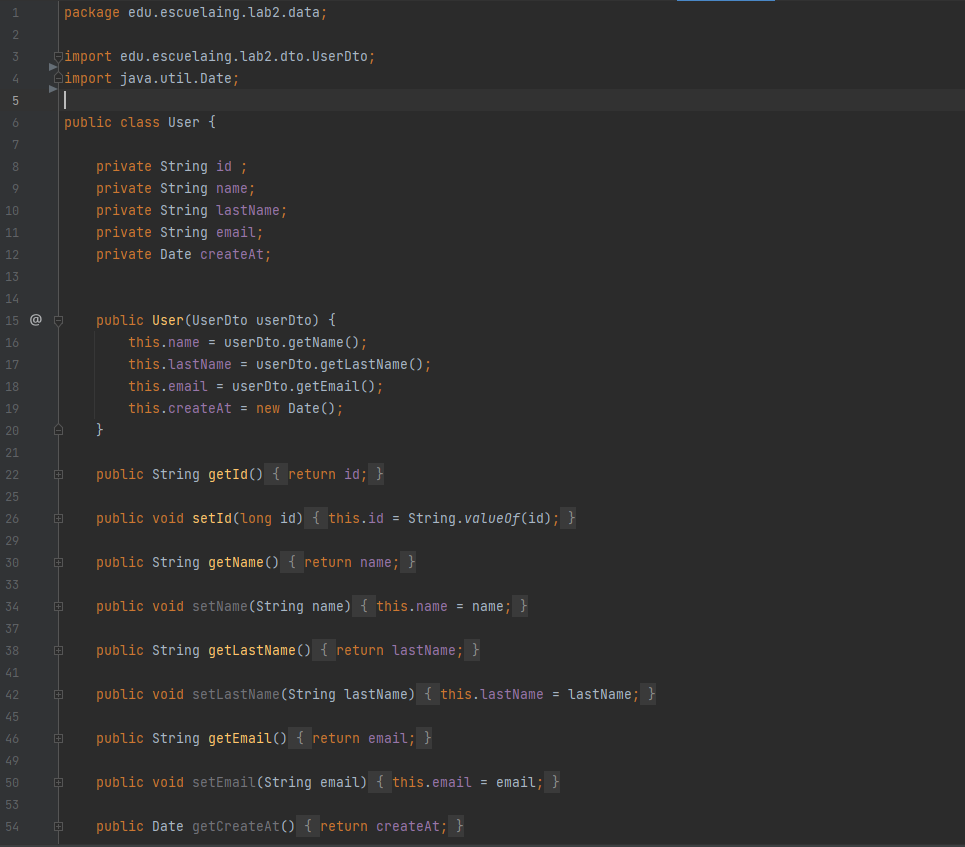 1 package edu.escuelaing.lab2.data;
2
3 import edu.escuelaing.lab2.dto.UserDto;
4 import java.util.Date;
5
6 public class User {
7
8 private String id ;
9 private String name;
10 private String lastName;
11 private String email;
12 private Date createAt;
13
14
15 @ public User(UserDto userDto) {
16 this.name = userDto.getName();
17 this.lastName = userDto.getLastName();
18 this.email = userDto.getEmail();
19 this.createAt = new Date();
20 }
21
22 public String getId() { return id; }
25
26 public void setId(long id) { this.id = String.valueOf(id); }
29
30 public String getName() { return name; }
33
34 public void setName(String name) { this.name = name; }
37
38 public String getLastName() { return lastName; }
41
42 public void setLastName(String lastName) { this.lastName = lastName; }
45
46 public String getEmail() { return email; }
49
50 public void setEmail(String email) { this.email = email; }
53
54 public Date getCreateAt() { return createAt; }